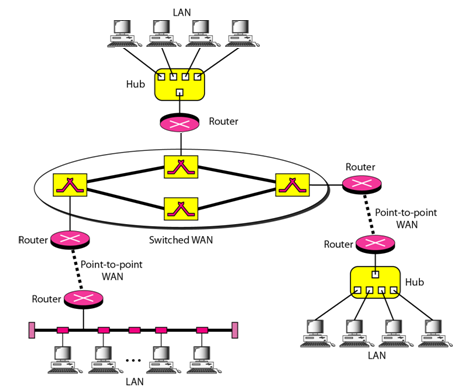 LAN
Hub
Router
Router
Switched WAN
Router
Point-to-point
WAN
Router
Point-to-point
WAN
Router
Hub
LAN
LAN